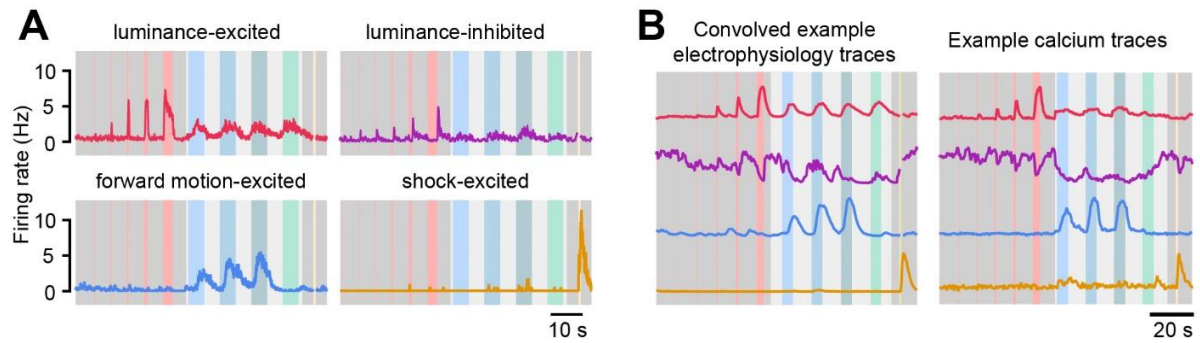 A
luminance-excited
luminance-inhibited
10
5
0
forward motion-excited
shock-excited
10
5
0
Firing rate (Hz)
10 s
B
Convolved example
electrophysiology traces
Example calcium traces
20 s